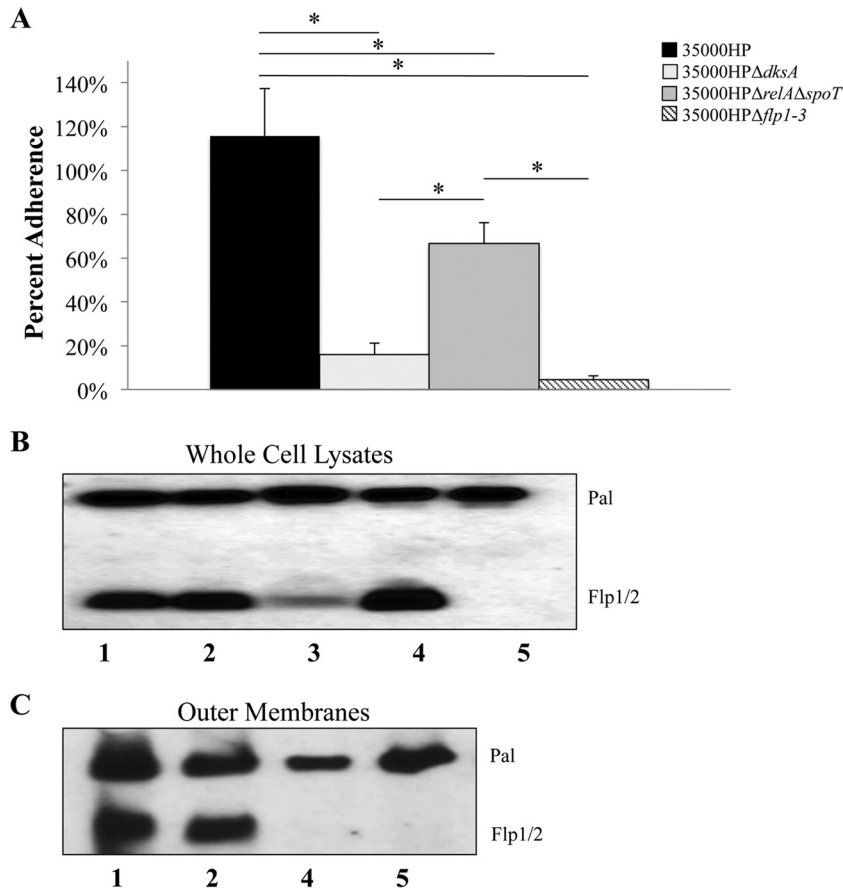 A
*
*
*
*
*
35000HP
35000HPΔdksA
35000HPΔrelAΔspoT
35000HPΔflp1-3
Percent Adherence
140%
120%
100%
80%
60%
40%
20%
0%
B
Whole Cell Lysates
Pal
Flp1/2
1 2 3 4 5
C
Outer Membranes
Pal
Flp1/2
1 2 4 5